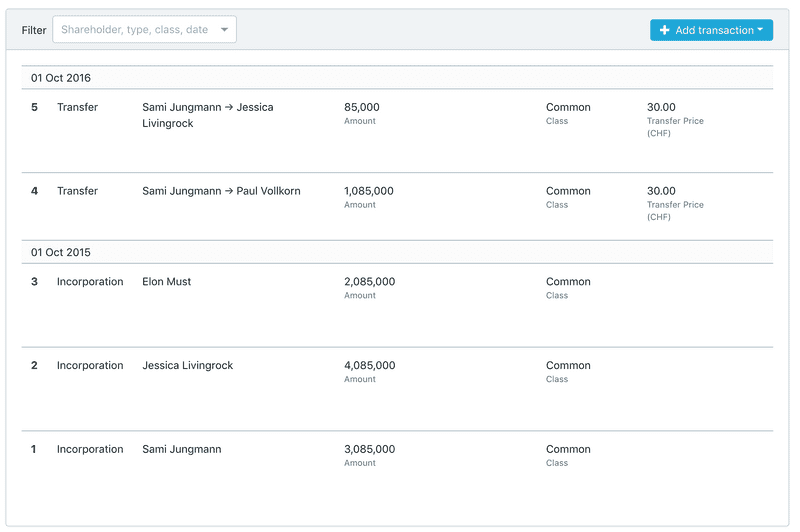 Filter Shareholder, type, class, date Add transaction
01 Oct 2016
5 Transfer Sami Jungmann → Jessica 85,000 Common 30.00
Livingrock Amount Class Transfer Price
(CHF)
4 Transfer Sami Jungmann → Paul Vollkorn 1,085,000 Common 30.00
Amount Class Transfer Price
(CHF)
01 Oct 2015
3 Incorporation Elon Must 2,085,000 Common
Amount Class
2 Incorporation Jessica Livingrock 4,085,000 Common
Amount Class
1 Incorporation Sami Jungmann 3,085,000 Common
Amount Class